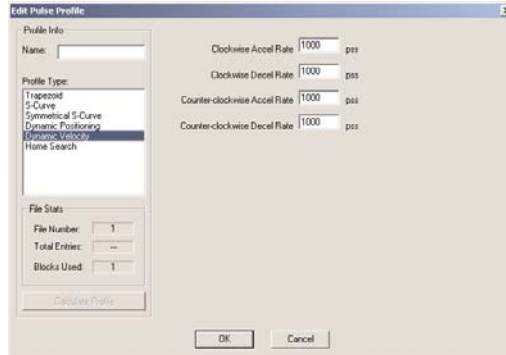 Edit Pulse Profile
Profile Info
Name:
Profile Type:
Trapezoid
S-Curve
Symmetrical S-Curve
Dynamic Positioning
Dynamic Velocity
Home Search
File Stats
File Number: 1
Total Entries: --
Blocks Used: 1
Calculate Profile
Clockwise Accel Rate 1000 pss
Clockwise Decel Rate 1000 pss
Counter-clockwise Accel Rate 1000 pss
Counter-clockwise Decel Rate 1000 pss
OK Cancel